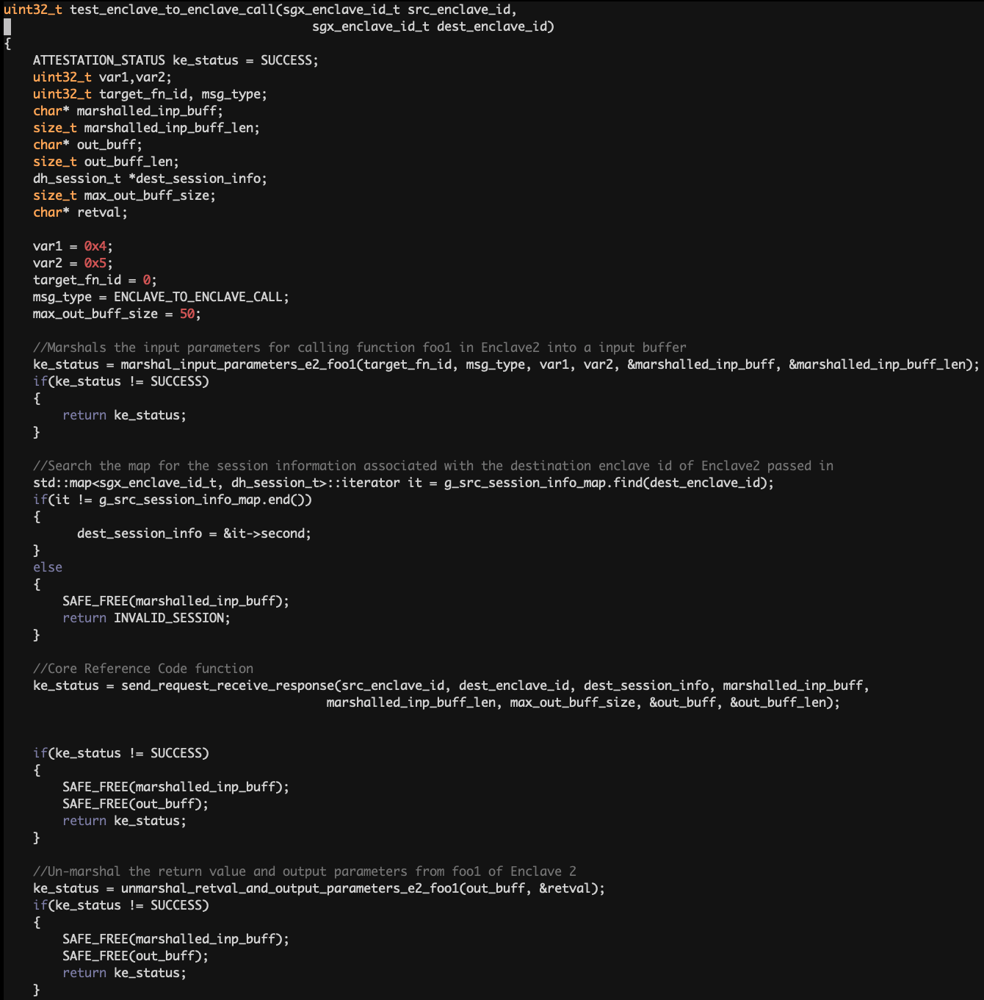 uint32_t test_enclave_to_enclave_call(sgx_enclave_id_t src_enclave_id,
                                          sgx_enclave_id_t dest_enclave_id)
{
    ATTESTATION_STATUS ke_status = SUCCESS;
    uint32_t var1,var2;
    uint32_t target_fn_id, msg_type;
    char* marshalled_inp_buff;
    size_t marshalled_inp_buff_len;
    char* out_buff;
    size_t out_buff_len;
    dh_session_t *dest_session_info;
    size_t max_out_buff_size;
    char* retval;

    var1 = 0x4;
    var2 = 0x5;
    target_fn_id = 0;
    msg_type = ENCLAVE_TO_ENCLAVE_CALL;
    max_out_buff_size = 50;

    //Marshals the input parameters for calling function foo1 in Enclave2 into a input buffer
    ke_status = marshal_input_parameters_e2_foo1(target_fn_id, msg_type, var1, var2, &marshalled_inp_buff, &marshalled_inp_buff_len);
    if(ke_status != SUCCESS)
    {
        return ke_status;
    }

    //Search the map for the session information associated with the destination enclave id of Enclave2 passed in
    std::map<sgx_enclave_id_t, dh_session_t>::iterator it = g_src_session_info_map.find(dest_enclave_id);
    if(it != g_src_session_info_map.end())
    {
          dest_session_info = &it->second;
    }
    else
    {
        SAFE_FREE(marshalled_inp_buff);
        return INVALID_SESSION;
    }

    //Core Reference Code function
    ke_status = send_request_receive_response(src_enclave_id, dest_enclave_id, dest_session_info, marshalled_inp_buff,
                                            marshalled_inp_buff_len, max_out_buff_size, &out_buff, &out_buff_len);


    if(ke_status != SUCCESS)
    {
        SAFE_FREE(marshalled_inp_buff);
        SAFE_FREE(out_buff);
        return ke_status;
    }

    //Un-marshal the return value and output parameters from foo1 of Enclave 2
    ke_status = unmarshal_retval_and_output_parameters_e2_foo1(out_buff, &retval);
    if(ke_status != SUCCESS)
    {
        SAFE_FREE(marshalled_inp_buff);
        SAFE_FREE(out_buff);
        return ke_status;
    }